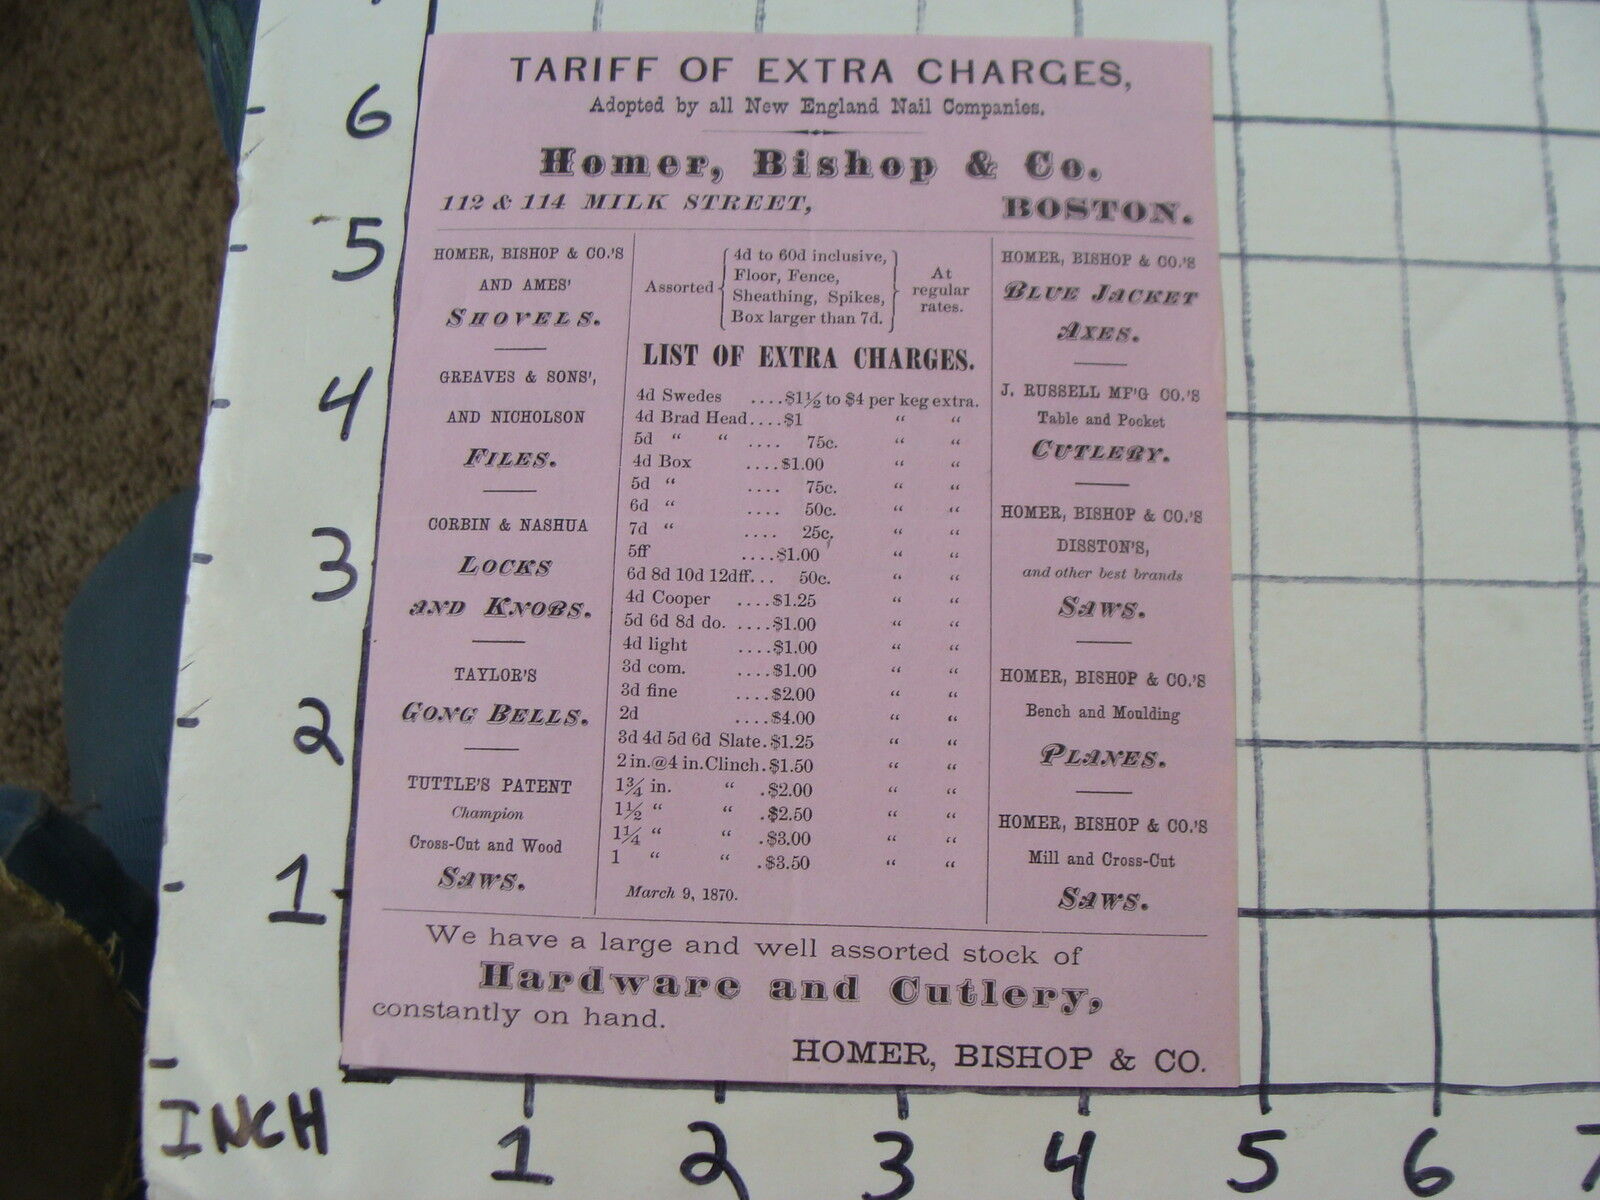 TARIFF OF EXTRA CHARGES,
Adopted by all New England Nail Companies.
Homer, Bishop & Co.
112 & 114 MILK STREET, BOSTON.
HOMER, BISHOP & CO.'S
AND AMES'
SHOVELS.
GREAVES & SONS',
AND NICHOLSON
FILES.
CORBIN & NASHUA
LOCKS
AND KNOBS.
TAYLOR'S
GONG BELLS.
TUTTLE'S PATENT
Champion
Cross-Cut and Wood
SAWS.
Assorted { 4d to 60d inclusive,
Floor, Fence,
Sheathing, Spikes,
Box larger than 7d. } At
regular
rates.
LIST OF EXTRA CHARGES.
4d Swedes ....$1½ to $4 per keg extra.
4d Brad Head....$1 “ “
5d “ “ .... 75c. “ “
4d Box ....$1.00 “ “
5d “ .... 75c. “ “
6d “ .... 50c. “ “
7d “ .... 25c. “ “
5ff ....$1.00 “ “
6d 8d 10d 12dff... 50c. “ “
4d Cooper ....$1.25 “ “
5d 6d 8d do. ....$1.00 “ “
4d light ....$1.00 “ “
3d com. ....$1.00 “ “
3d fine ....$2.00 “ “
2d ....$4.00 “ “
3d 4d 5d 6d Slate.$1.25 “ “
2 in.@4 in.Clinch.$1.50 “ “
1¾ in. “ .$2.00 “ “
1½ “ “ .$2.50 “ “
1¼ “ “ .$3.00 “ “
1 “ “ .$3.50 “ “
March 9, 1870.
HOMER, BISHOP & CO.'S
BLUE JACKET
AXES.
J. RUSSELL MF'G CO.'S
Table and Pocket
CUTLERY.
HOMER, BISHOP & CO.'S
DISSTON'S,
and other best brands
SAWS.
HOMER, BISHOP & CO.'S
Bench and Moulding
PLANES.
HOMER, BISHOP & CO.'S
Mill and Cross-Cut
SAWS.
We have a large and well assorted stock of
Hardware and Cutlery,
constantly on hand.
HOMER, BISHOP & CO.
6
5
4
3
2
1
INCH
1 2 3 4 5 6 7